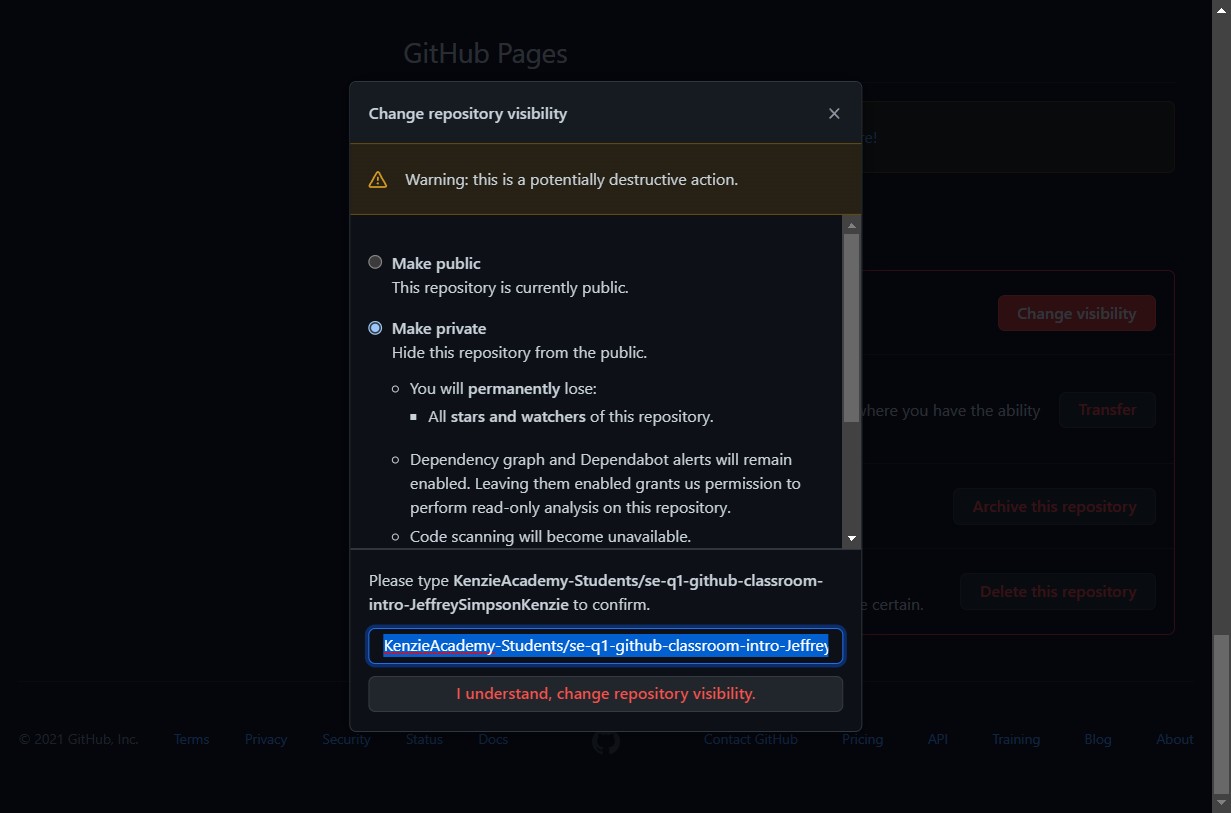 GitHub Pages
Change repository visibility
re!
Warning: this is a potentially destructive action.
Make public
This repository is currently public.
Change visibility
Make private
Hide this repository from the public.
You will permanently lose:
All stars and watchers of this repository.
where you have the ability
Transfer
Dependency graph and Dependabot alerts will remain
enabled. Leaving them enabled grants us permission to
perform read-only analysis on this repository.
Archive this repository
Code scanning will become unavailable.
Please type KenzieAcademy-Students/se-q1-github-classroom-
intro-JeffreySimpsonKenzie to confirm.
e certain.
Delete this repository
KenzieAcademy-Students/se-q1-github-classroom-intro-Jeffrey
I understand, change repository visibility.
© 2021 GitHub, Inc. Terms Privacy Security Status Docs Contact GitHub Pricing API Training Blog About